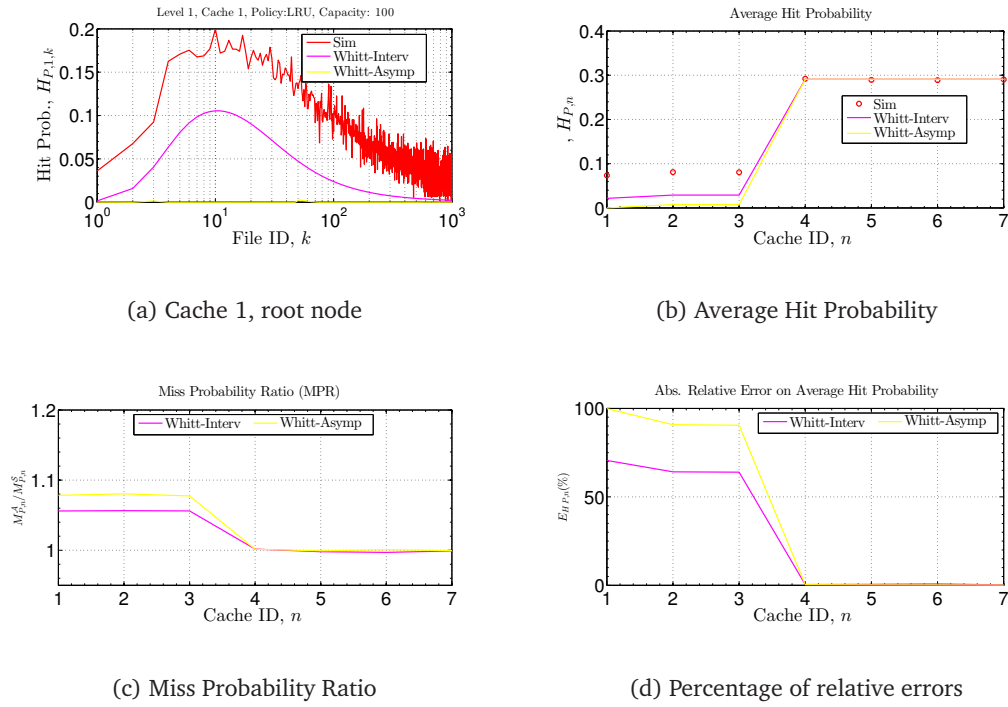 Level 1, Cache 1, Policy:LRU, Capacity: 100
Hit Prob., H_{P,1,k}
0.2
0.15
0.1
0.05
0
Sim
Whitt-Interv
Whitt-Asymp
10^0 10^1 10^2 10^3
File ID, k
(a) Cache 1, root node
Average Hit Probability
, H_{P,n}
0.4
0.3
0.2
0.1
0
Sim
Whitt-Interv
Whitt-Asymp
1 2 3 4 5 6 7
Cache ID, n
(b) Average Hit Probability
Miss Probability Ratio (MPR)
M^A_{P,n}/M^S_{P,n}
1.2
1.1
1
Whitt-Interv Whitt-Asymp
1 2 3 4 5 6 7
Cache ID, n
(c) Miss Probability Ratio
Abs. Relative Error on Average Hit Probability
E_{HP,n}(%)
100
50
0
Whitt-Interv Whitt-Asymp
1 2 3 4 5 6 7
Cache ID, n
(d) Percentage of relative errors